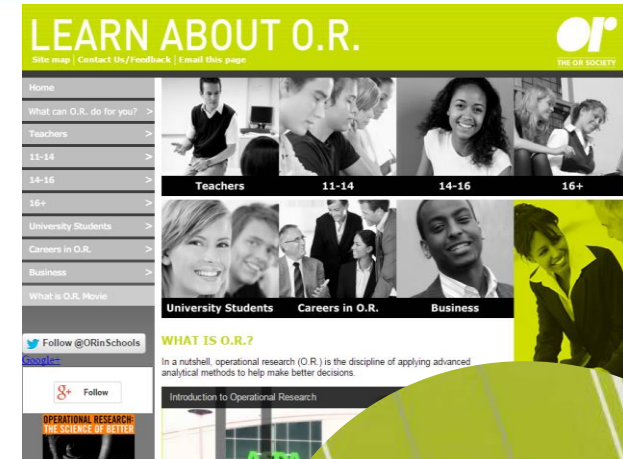 LEARN ABOUT O.R.
Site map | Contact Us/Feedback | Email this page
or
THE OR SOCIETY
Home
What can O.R. do for you? >
Teachers >
11-14 >
14-16 >
16+ >
University Students >
Careers in O.R. >
Business >
What is O.R. Movie
Teachers
11-14
14-16
16+
University Students
Careers in O.R.
Business
Follow @ORinSchools
Google+
g+ Follow
OPERATIONAL RESEARCH:
THE SCIENCE OF BETTER
WHAT IS O.R.?
In a nutshell, operational research (O.R.) is the discipline of applying advanced
analytical methods to help make better decisions.
Introduction to Operational Research